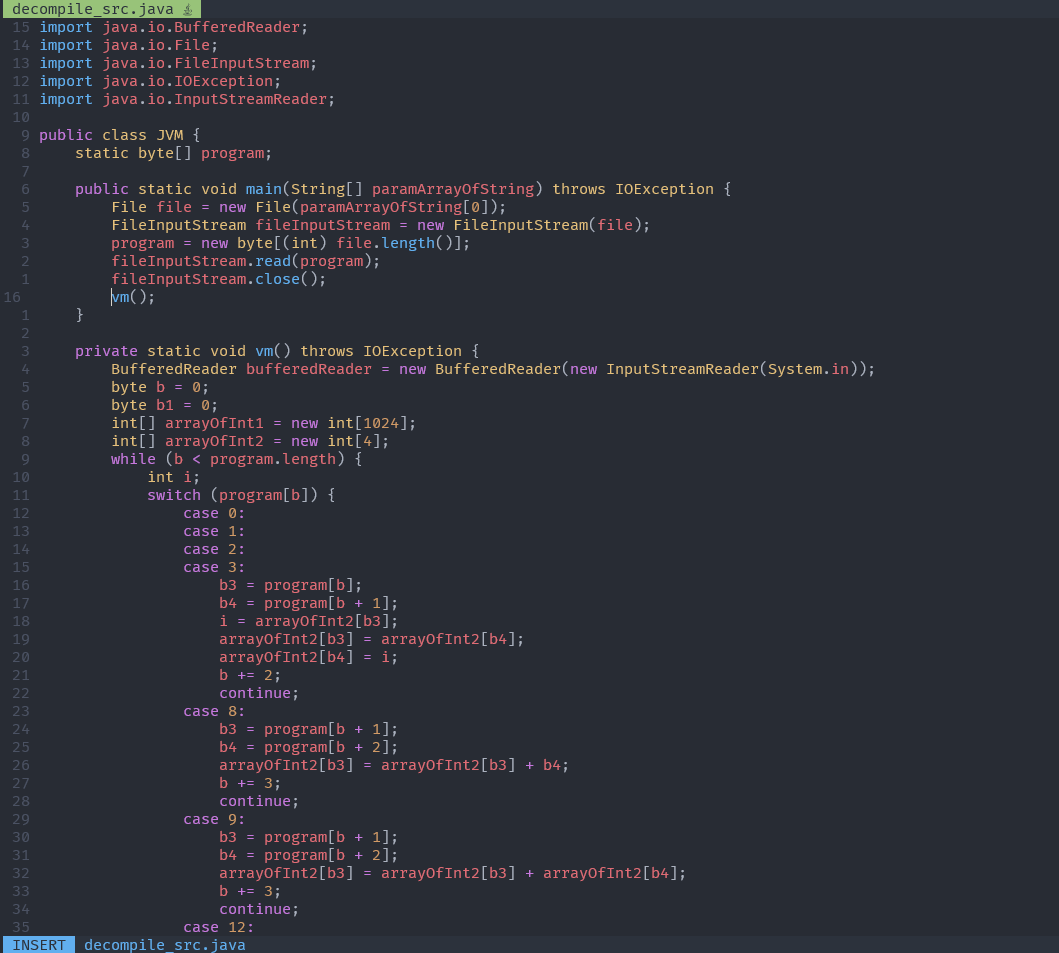 decompile_src.java
15 import java.io.BufferedReader;
14 import java.io.File;
13 import java.io.FileInputStream;
12 import java.io.IOException;
11 import java.io.InputStreamReader;
10
9 public class JVM {
8     static byte[] program;
7
6     public static void main(String[] paramArrayOfString) throws IOException {
5         File file = new File(paramArrayOfString[0]);
4         FileInputStream fileInputStream = new FileInputStream(file);
3         program = new byte[(int) file.length()];
2         fileInputStream.read(program);
1         fileInputStream.close();
16         vm();
1     }
2
3     private static void vm() throws IOException {
4         BufferedReader bufferedReader = new BufferedReader(new InputStreamReader(System.in));
5         byte b = 0;
6         byte b1 = 0;
7         int[] arrayOfInt1 = new int[1024];
8         int[] arrayOfInt2 = new int[4];
9         while (b < program.length) {
10             int i;
11             switch (program[b]) {
12                 case 0:
13                 case 1:
14                 case 2:
15                 case 3:
16                     b3 = program[b];
17                     b4 = program[b + 1];
18                     i = arrayOfInt2[b3];
19                     arrayOfInt2[b3] = arrayOfInt2[b4];
20                     arrayOfInt2[b4] = i;
21                     b += 2;
22                     continue;
23                 case 8:
24                     b3 = program[b + 1];
25                     b4 = program[b + 2];
26                     arrayOfInt2[b3] = arrayOfInt2[b3] + b4;
27                     b += 3;
28                     continue;
29                 case 9:
30                     b3 = program[b + 1];
31                     b4 = program[b + 2];
32                     arrayOfInt2[b3] = arrayOfInt2[b3] + arrayOfInt2[b4];
33                     b += 3;
34                     continue;
35                 case 12:
INSERT decompile_src.java